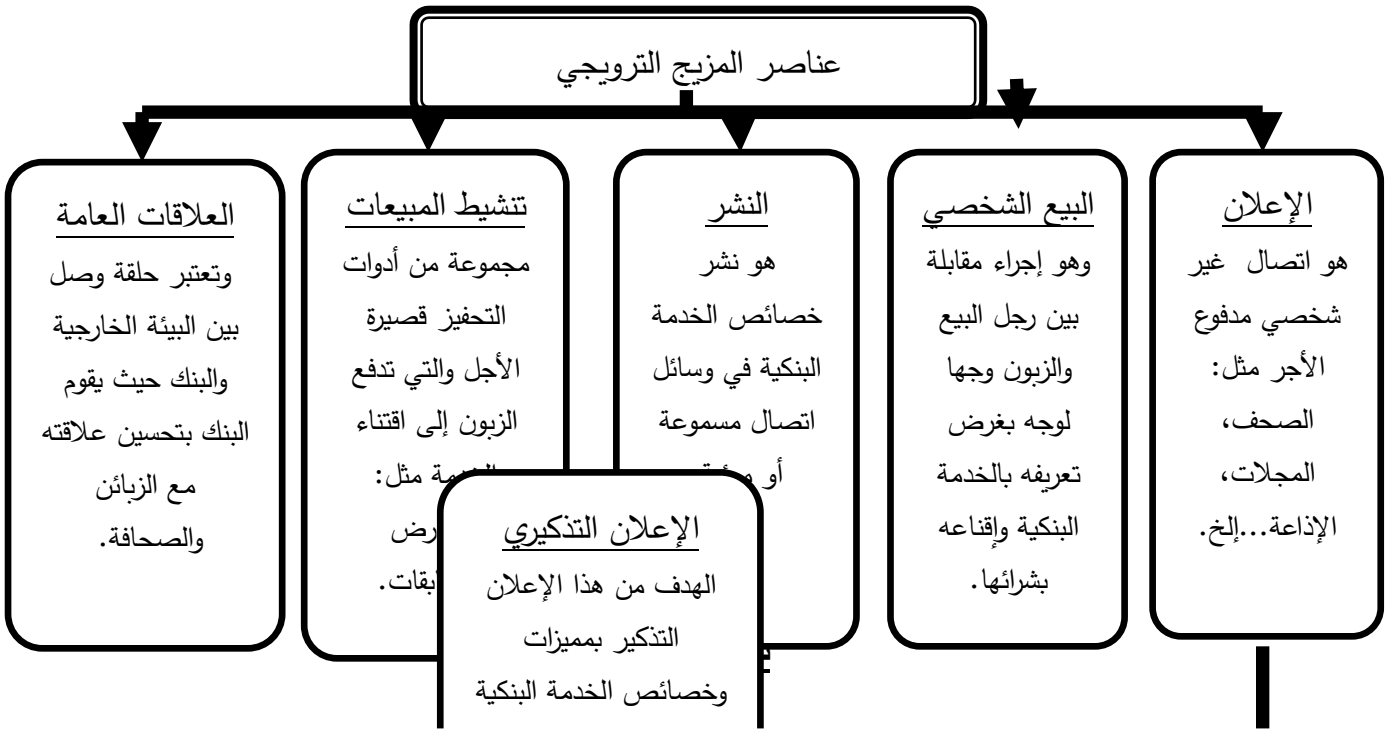 عناصر المزيج الترويجي
الإعلان
هو اتصال غير
شخصي مدفوع
الأجر مثل:
الصحف،
المجلات،
الإذاعة...إلخ.
البيع الشخصي
وهو إجراء مقابلة
بين رجل البيع
والزبون وجها
لوجه بغرض
تعريفه بالخدمة
البنكية وإقناعه
بشرائها.
النشر
هو نشر
خصائص الخدمة
البنكية في وسائل
اتصال مسموعة
أو
تنشيط المبيعات
مجموعة من أدوات
التحفيز قصيرة
الأجل والتي تدفع
الزبون إلى اقتناء
مثل:
العلاقات العامة
وتعتبر حلقة وصل
بين البيئة الخارجية
والبنك حيث يقوم
البنك بتحسين علاقته
مع الزبائن
والصحافة.
الإعلان التذكيري
الهدف من هذا الإعلان
التذكير بمميزات
وخصائص الخدمة البنكية